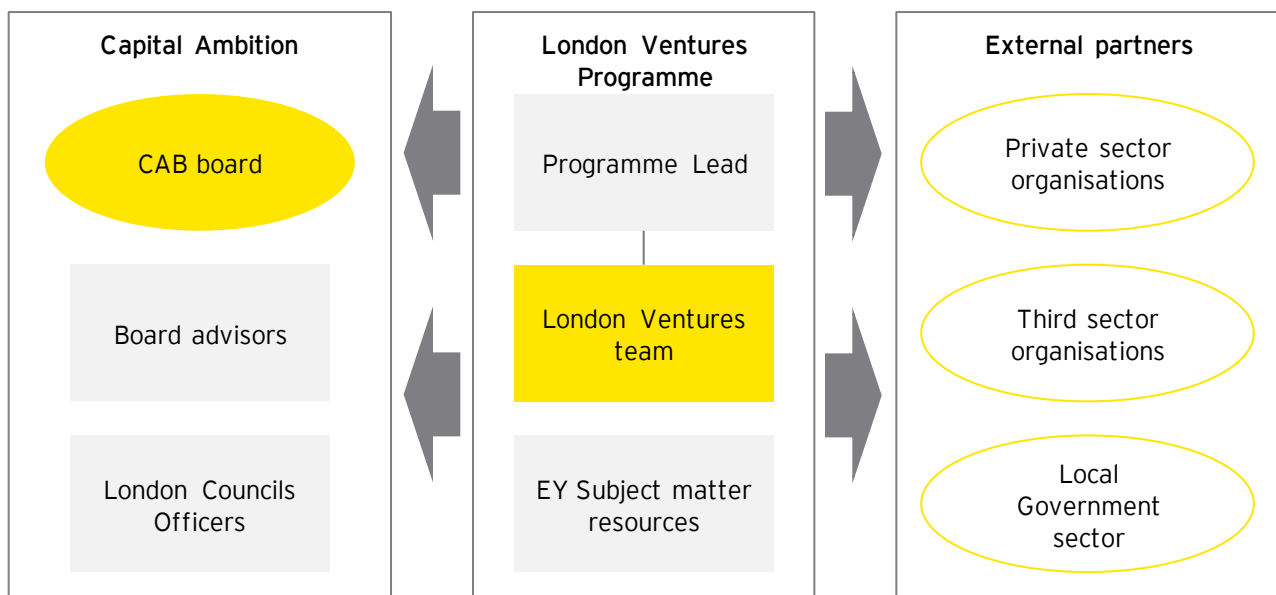 Capital Ambition
CAB board
Board advisors
London Councils
Officers
London Ventures
Programme
Programme Lead
London Ventures
team
EY Subject matter
resources
External partners
Private sector
organisations
Third sector
organisations
Local
Government
sector